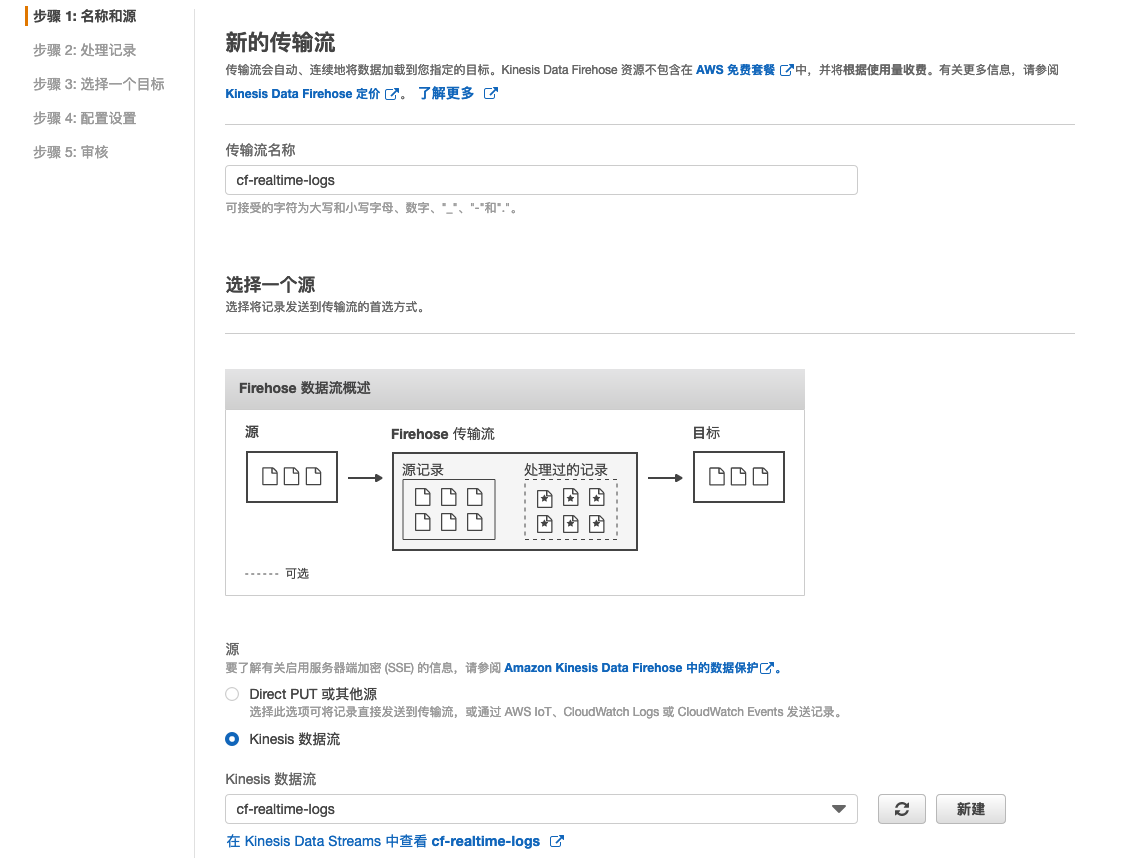 步骤 1: 名称和源
步骤 2: 处理记录
步骤 3: 选择一个目标
步骤 4: 配置设置
步骤 5: 审核
新的传输流
传输流会自动、连续地将数据加载到您指定的目标。Kinesis Data Firehose 资源不包含在 AWS 免费套餐 中，并将根据使用量收费。有关更多信息，请参阅
Kinesis Data Firehose 定价 。 了解更多
传输流名称
cf-realtime-logs
可接受的字符为大写和小写字母、数字、"_"、"-"和"."。
选择一个源
选择将记录发送到传输流的首选方式。
Firehose 数据流概述
源
Firehose 传输流
目标
源记录
处理过的记录
------ 可选
源
要了解有关启用服务器端加密 (SSE) 的信息，请参阅 Amazon Kinesis Data Firehose 中的数据保护 。
Direct PUT 或其他源
选择此选项可将记录直接发送到传输流，或通过 AWS IoT、CloudWatch Logs 或 CloudWatch Events 发送记录。
Kinesis 数据流
Kinesis 数据流
cf-realtime-logs
新建
在 Kinesis Data Streams 中查看 cf-realtime-logs